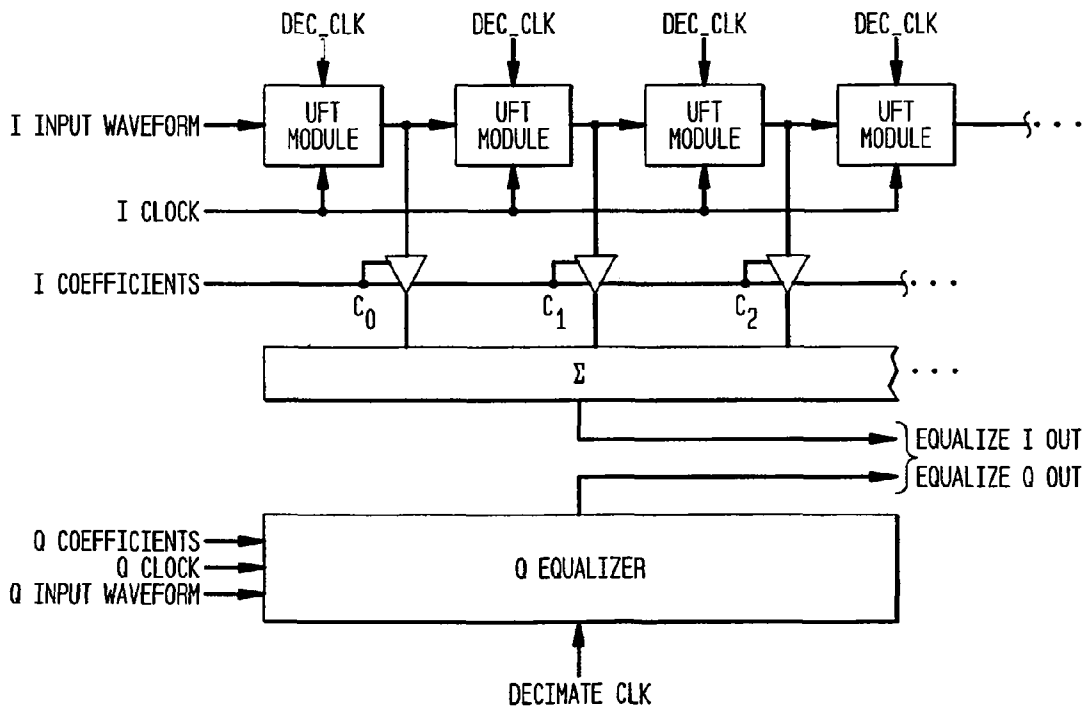 DEC_CLK DEC_CLK DEC_CLK DEC_CLK
I INPUT WAVEFORM
UFT MODULE
UFT MODULE
UFT MODULE
UFT MODULE
...
I CLOCK
I COEFFICIENTS
C0 C1 C2
...
Σ
...
EQUALIZE I OUT
EQUALIZE Q OUT
Q COEFFICIENTS
Q CLOCK
Q INPUT WAVEFORM
Q EQUALIZER
DECIMATE CLK